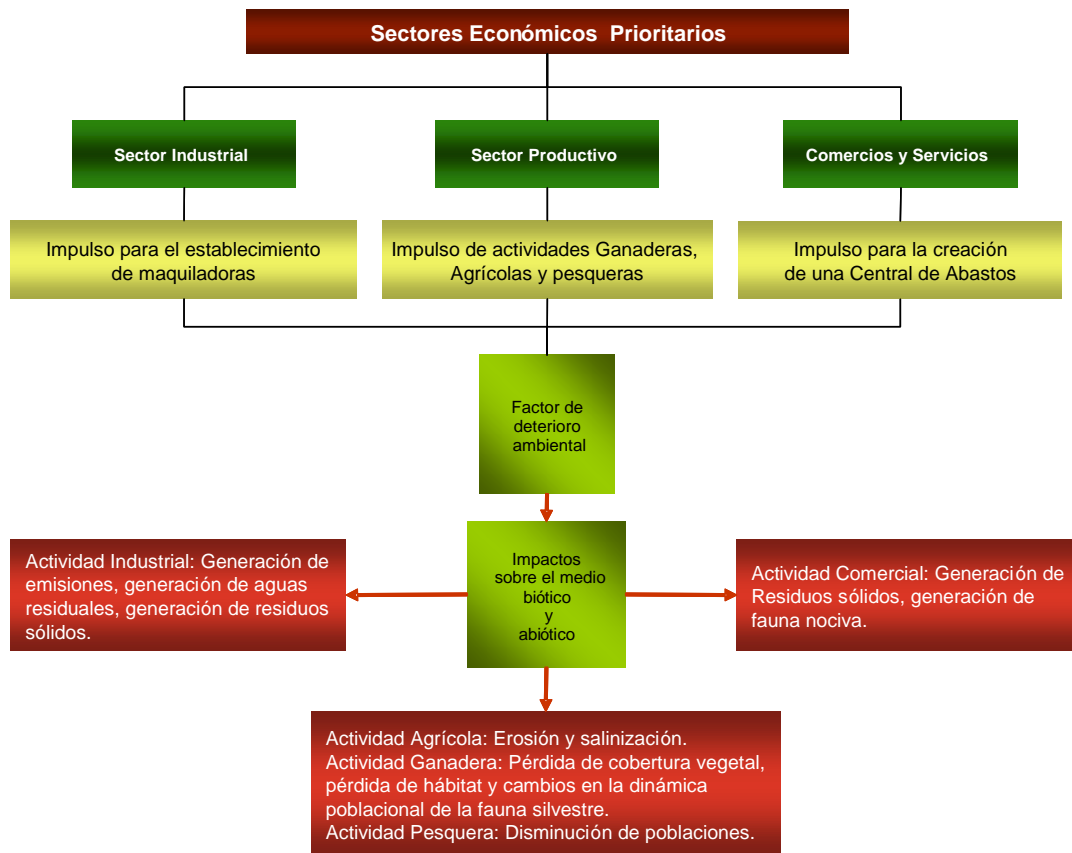 Sectores Económicos Prioritarios
Sector Industrial
Sector Productivo
Comercios y Servicios
Impulso para el establecimiento
de maquiladoras
Impulso de actividades Ganaderas,
Agrícolas y pesqueras
Impulso para la creación
de una Central de Abastos
Factor de
deterioro
ambiental
Impactos
sobre el medio
biótico
y
abiótico
Actividad Industrial: Generación de
emisiones, generación de aguas
residuales, generación de residuos
sólidos.
Actividad Comercial: Generación de
Residuos sólidos, generación de
fauna nociva.
Actividad Agrícola: Erosión y salinización.
Actividad Ganadera: Pérdida de cobertura vegetal,
pérdida de hábitat y cambios en la dinámica
poblacional de la fauna silvestre.
Actividad Pesquera: Disminución de poblaciones.